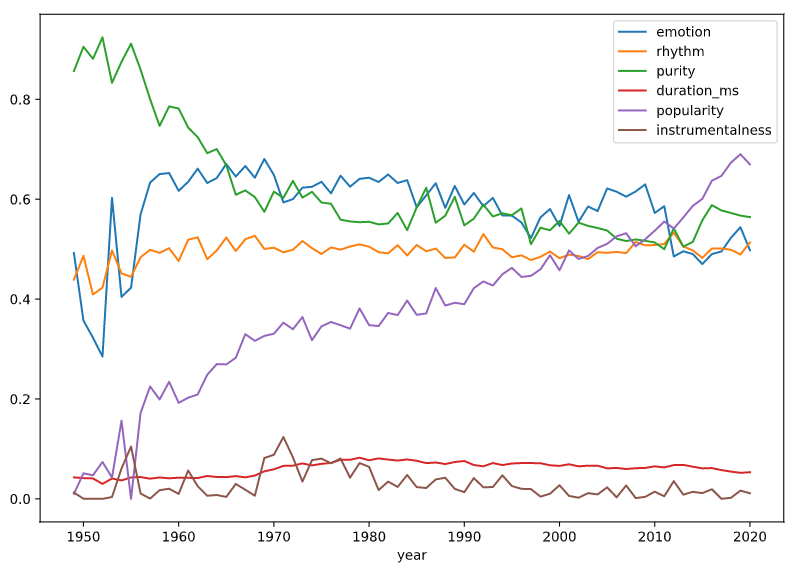 emotion
rhythm
purity
duration_ms
popularity
instrumentalness
0.8
0.6
0.4
0.2
0.0
1950 1960 1970 1980 1990 2000 2010 2020
year